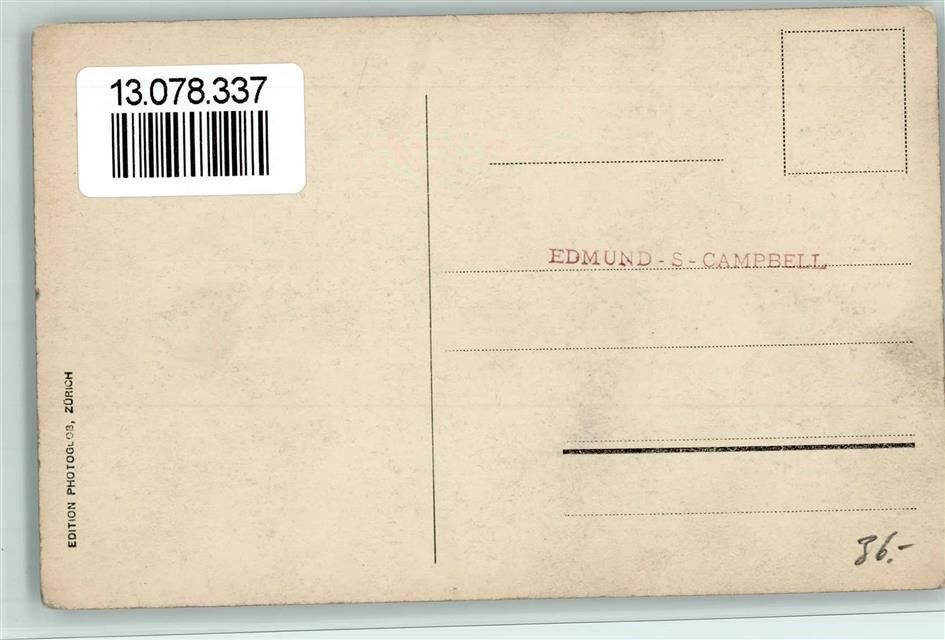 13.078.337
EDMUND-S-CAMPBELL
EDITION PHOTOGLOB, ZÜRICH
36.-